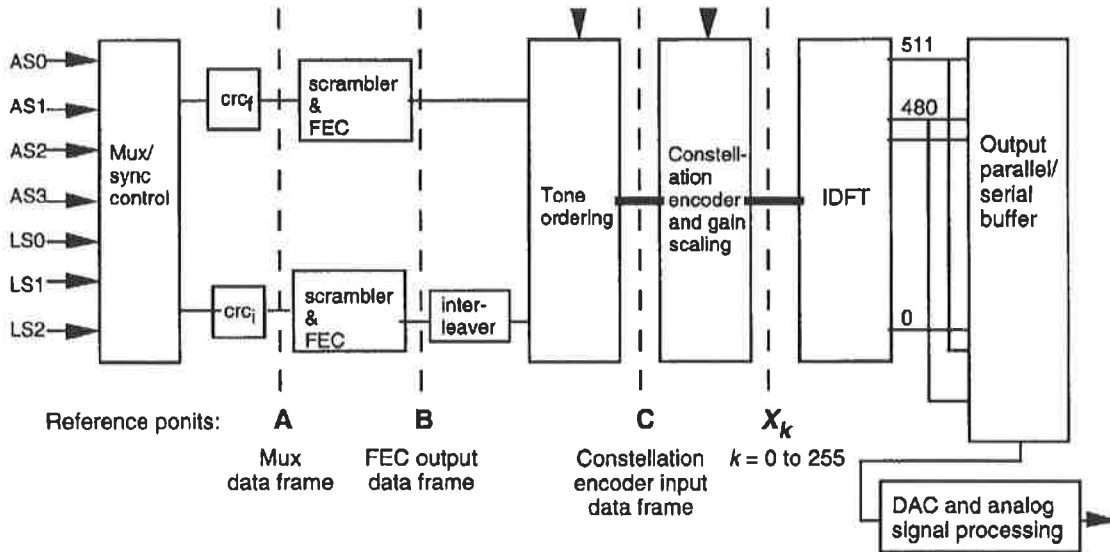 AS0
AS1
AS2
AS3
LS0
LS1
LS2
Mux/
sync
control
crcf
crci
scrambler
&
FEC
scrambler
&
FEC
inter-
leaver
Tone
ordering
Constell-
ation
encoder
and gain
scaling
IDFT
511
480
0
Output
parallel/
serial
buffer
Reference ponits:
A
B
C
Xk
Mux
data frame
FEC output
data frame
Constellation
encoder input
data frame
k = 0 to 255
DAC and analog
signal processing